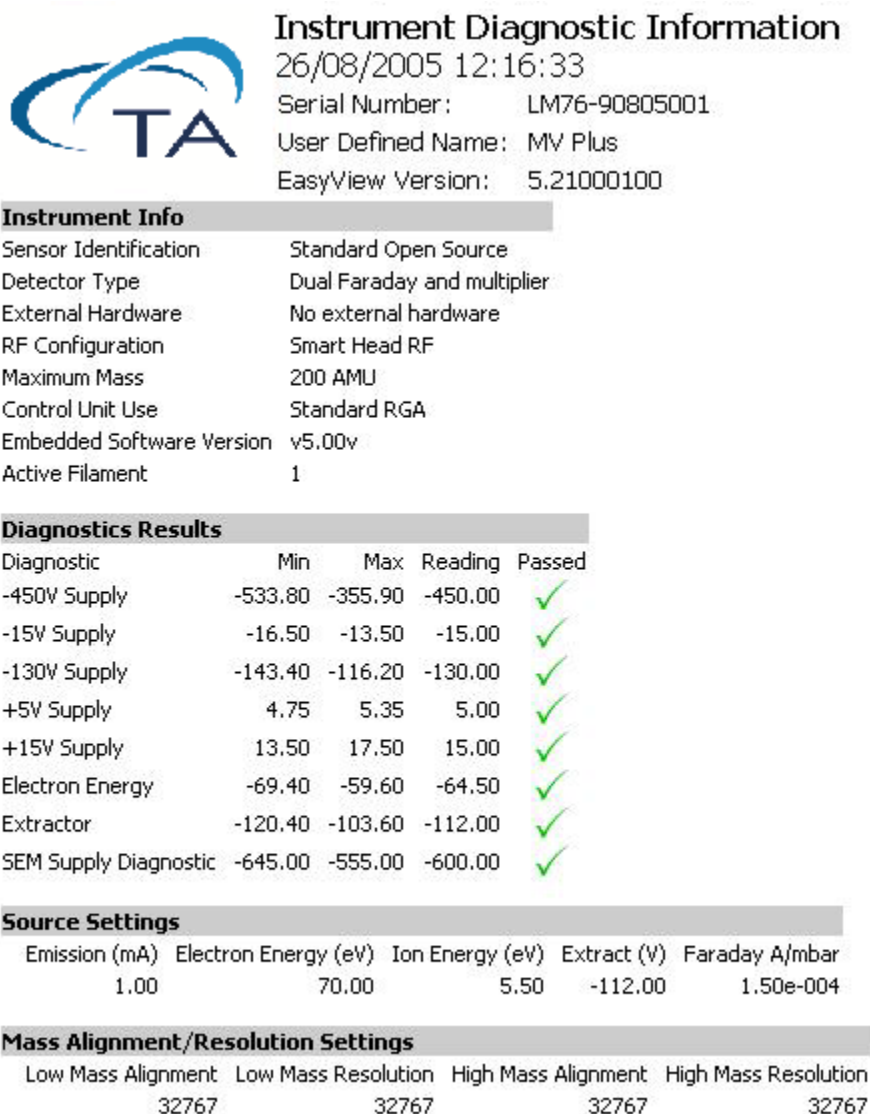 TA
Instrument Diagnostic Information
26/08/2005 12:16:33
Serial Number: LM76-90805001
User Defined Name: MV Plus
EasyView Version: 5.21000100
Instrument Info
Sensor Identification Standard Open Source
Detector Type Dual Faraday and multiplier
External Hardware No external hardware
RF Configuration Smart Head RF
Maximum Mass 200 AMU
Control Unit Use Standard RGA
Embedded Software Version v5.00v
Active Filament 1
Diagnostics Results
Diagnostic Min Max Reading Passed
-450V Supply -533.80 -355.90 -450.00
-15V Supply -16.50 -13.50 -15.00
-130V Supply -143.40 -116.20 -130.00
+5V Supply 4.75 5.35 5.00
+15V Supply 13.50 17.50 15.00
Electron Energy -69.40 -59.60 -64.50
Extractor -120.40 -103.60 -112.00
SEM Supply Diagnostic -645.00 -555.00 -600.00
Source Settings
Emission (mA) Electron Energy (eV) Ion Energy (eV) Extract (V) Faraday A/mbar
1.00 70.00 5.50 -112.00 1.50e-004
Mass Alignment/Resolution Settings
Low Mass Alignment Low Mass Resolution High Mass Alignment High Mass Resolution
32767 32767 32767 32767